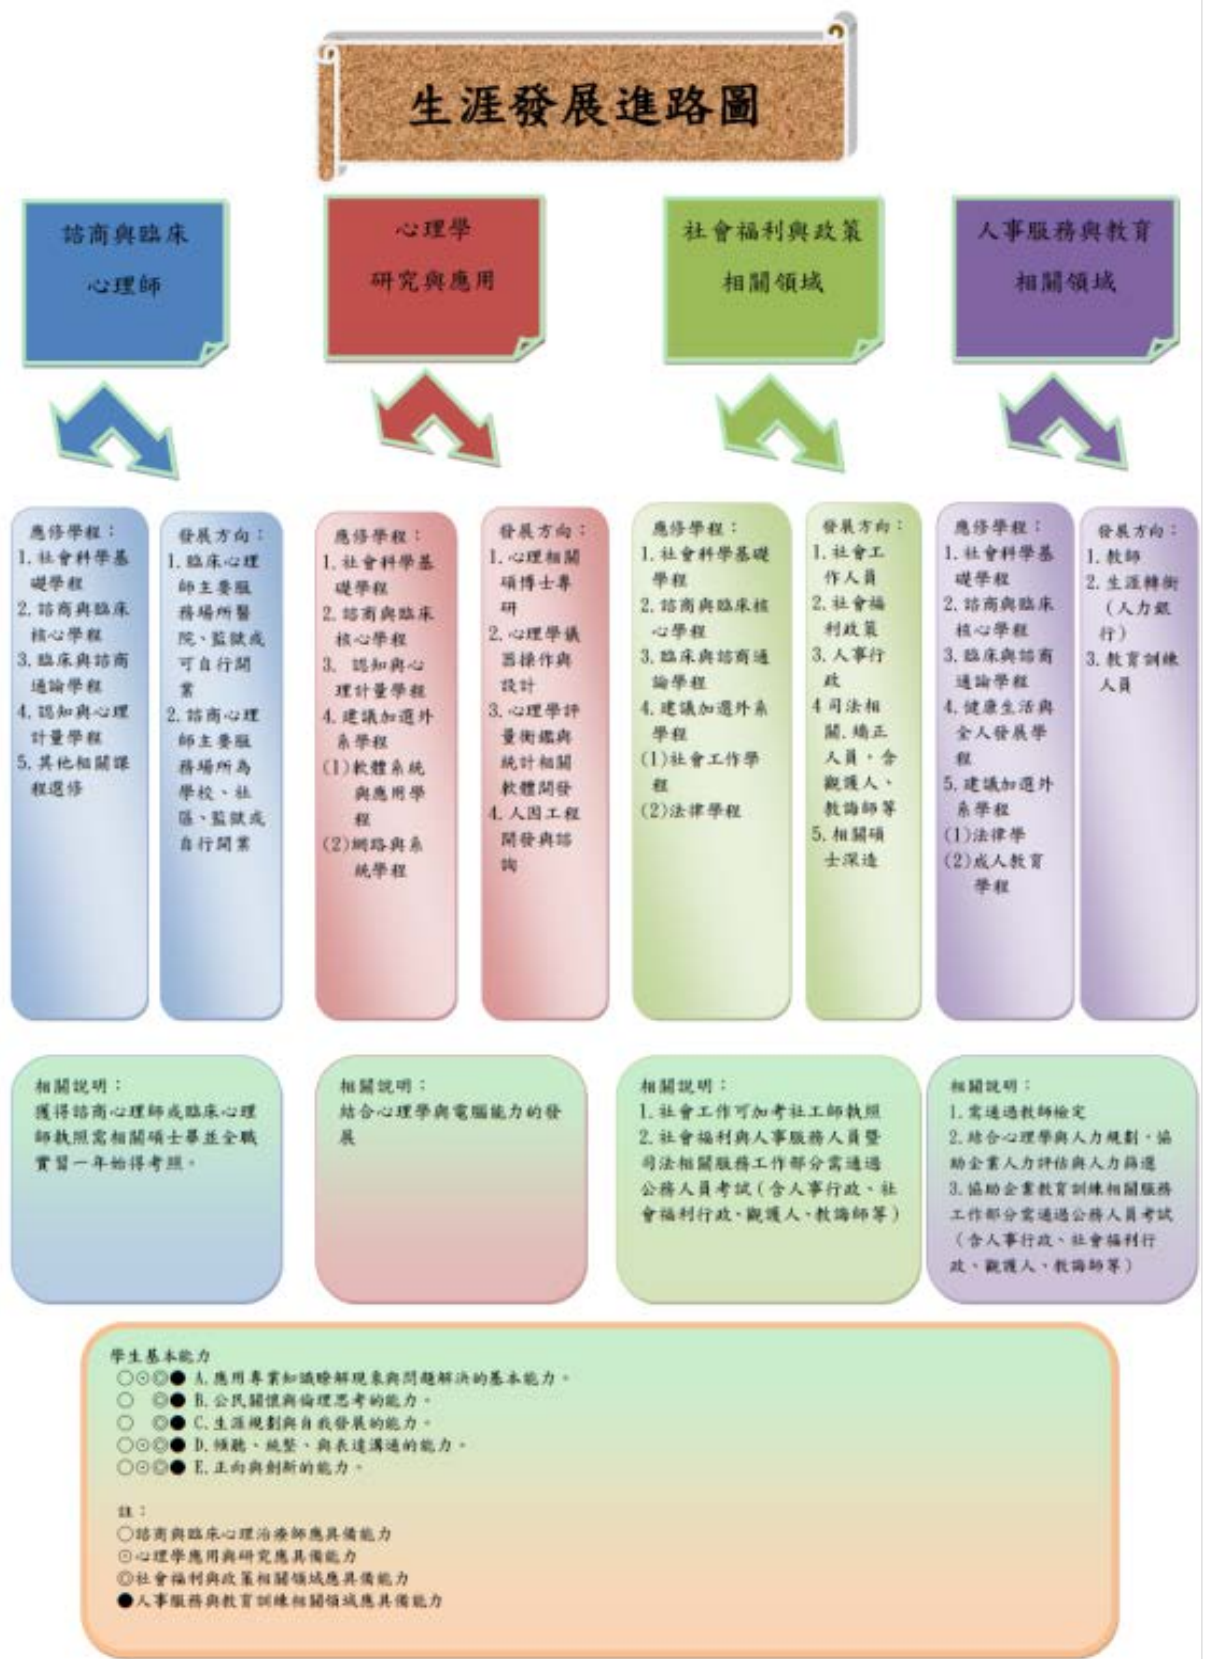 生涯發展進路圖
諮商與臨床
心理師
心理學
研究與應用
社會福利與政策
相關領域
人事服務與教育
相關領域
應修學程：
1.社會科學基
礎學程
2.諮商與臨床
核心學程
3.臨床與諮商
通論學程
4.認知與心理
計量學程
5.其他相關課
程選修
發展方向：
1.臨床心理
師主要服
務場所醫
院、監獄或
可自行開
業
2.諮商心理
師主要服
務場所為
學校、社
區、監獄或
自行開業
應修學程：
1.社會科學基
礎學程
2.諮商與臨床
核心學程
3. 認知與心
理計量學程
4.建議加選外
系學程
(1)軟體系統
與應用學
程
(2)網路與系
統學程
發展方向：
1.心理相關
碩博士專
研
2.心理學儀
器操作與
設計
3.心理學評
量衡鑑與
統計相關
軟體開發
4.人因工程
開發與諮
詢
應修學程：
1.社會科學基礎
學程
2.諮商與臨床核
心學程
3.臨床與諮商通
論學程
4.建議加選外系
學程
(1)社會工作學
程
(2)法律學程
發展方向：
1.社會工
作人員
2.社會福
利政策
3.人事行
政
4司法相
關.矯正
人員，含
觀護人、
教誨師等
5.相關碩
士深造
應修學程：
1.社會科學基
礎學程
2.諮商與臨床
核心學程
3.臨床與諮商
通論學程
4.健康生活與
全人發展學
程
5.建議加選外
系學程
(1)法律學
(2)成人教育
學程
發展方向：
1.教師
2.生涯轉銜
（人力銀
行）
3.教育訓練
人員
相關說明：
獲得諮商心理師或臨床心理
師執照需相關碩士畢並全職
實習一年始得考照。
相關說明：
結合心理學與電腦能力的發
展
相關說明：
1.社會工作可加考社工師執照
2.社會福利與人事服務人員暨
司法相關服務工作部分需通過
公務人員考試（含人事行政、社
會福利行政、觀護人、教誨師等）
相關說明：
1.需通過教師檢定
2.結合心理學與人力規劃，協
助企業人力評估與人力篩選
3.協助企業教育訓練相關服務
工作部分需通過公務人員考試
（含人事行政、社會福利行
政、觀護人、教誨師等）
學生基本能力
○⊙◎● A.應用專業知識瞭解現象與問題解決的基本能力。
○ ◎● B.公民關懷與倫理思考的能力。
○ ◎● C.生涯規劃與自我發展的能力。
○⊙◎● D.傾聽、統整、與表達溝通的能力。
○⊙◎● E.正向與創新的能力。
註：
○諮商與臨床心理治療師應具備能力
⊙心理學應用與研究應具備能力
◎社會福利與政策相關領域應具備能力
●人事服務與教育訓練相關領域應具備能力